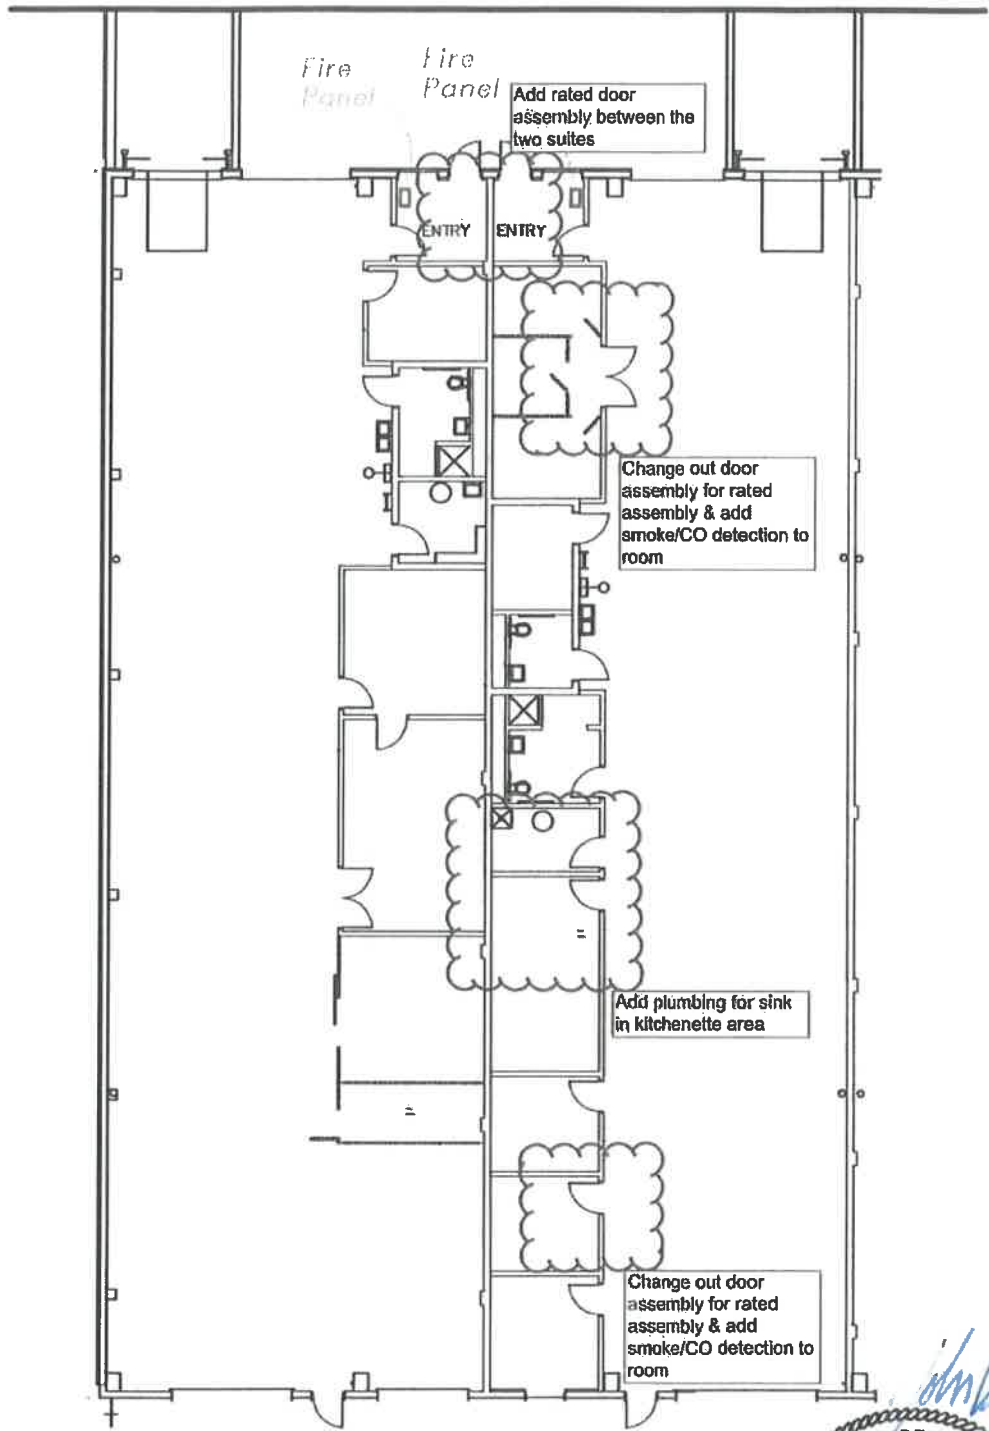 Fire
Panel
Fire
Panel
Add rated door
assembly between the
two suites
ENTRY
ENTRY
Change out door
assembly for rated
assembly & add
smoke/CO detection to
room
Add plumbing for sink
in kitchenette area
Change out door
assembly for rated
assembly & add
smoke/CO detection to
room